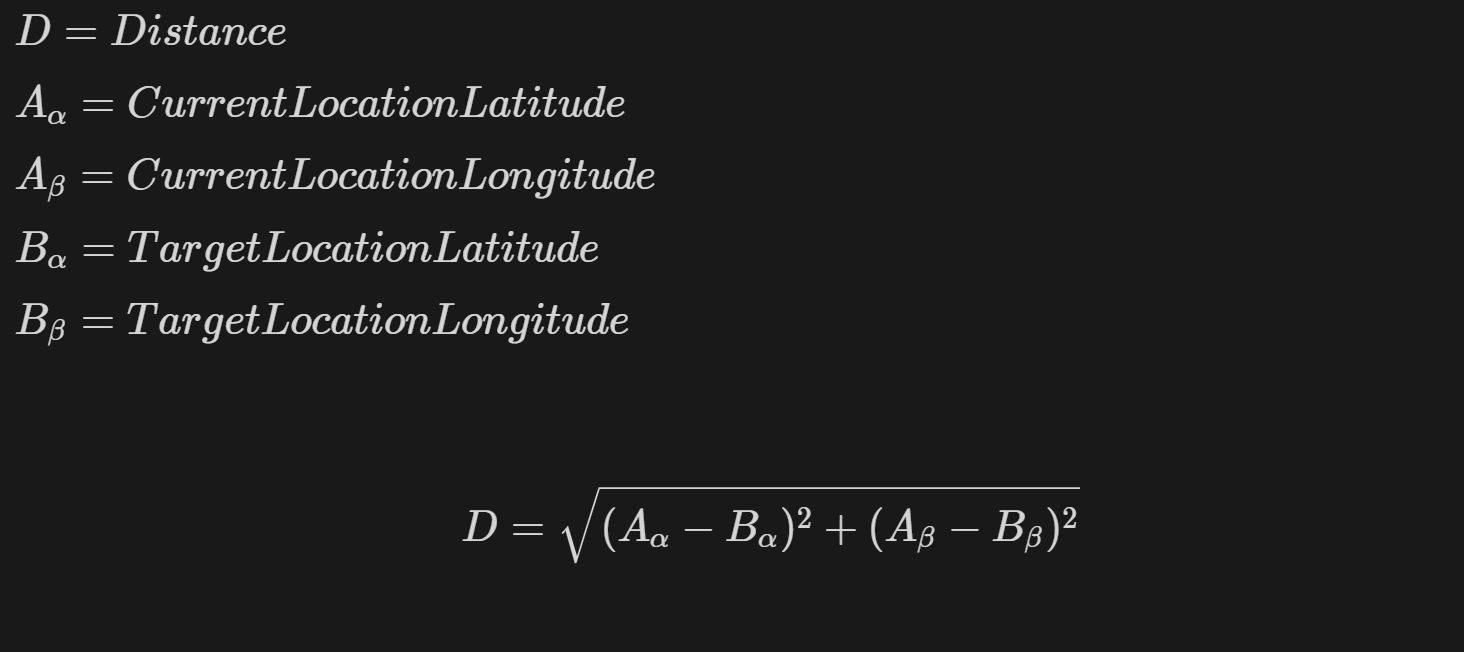 D = Distance
A_α = CurrentLocationLatitude
A_β = CurrentLocationLongitude
B_α = TargetLocationLatitude
B_β = TargetLocationLongitude
D = √((A_α − B_α)² + (A_β − B_β)²)